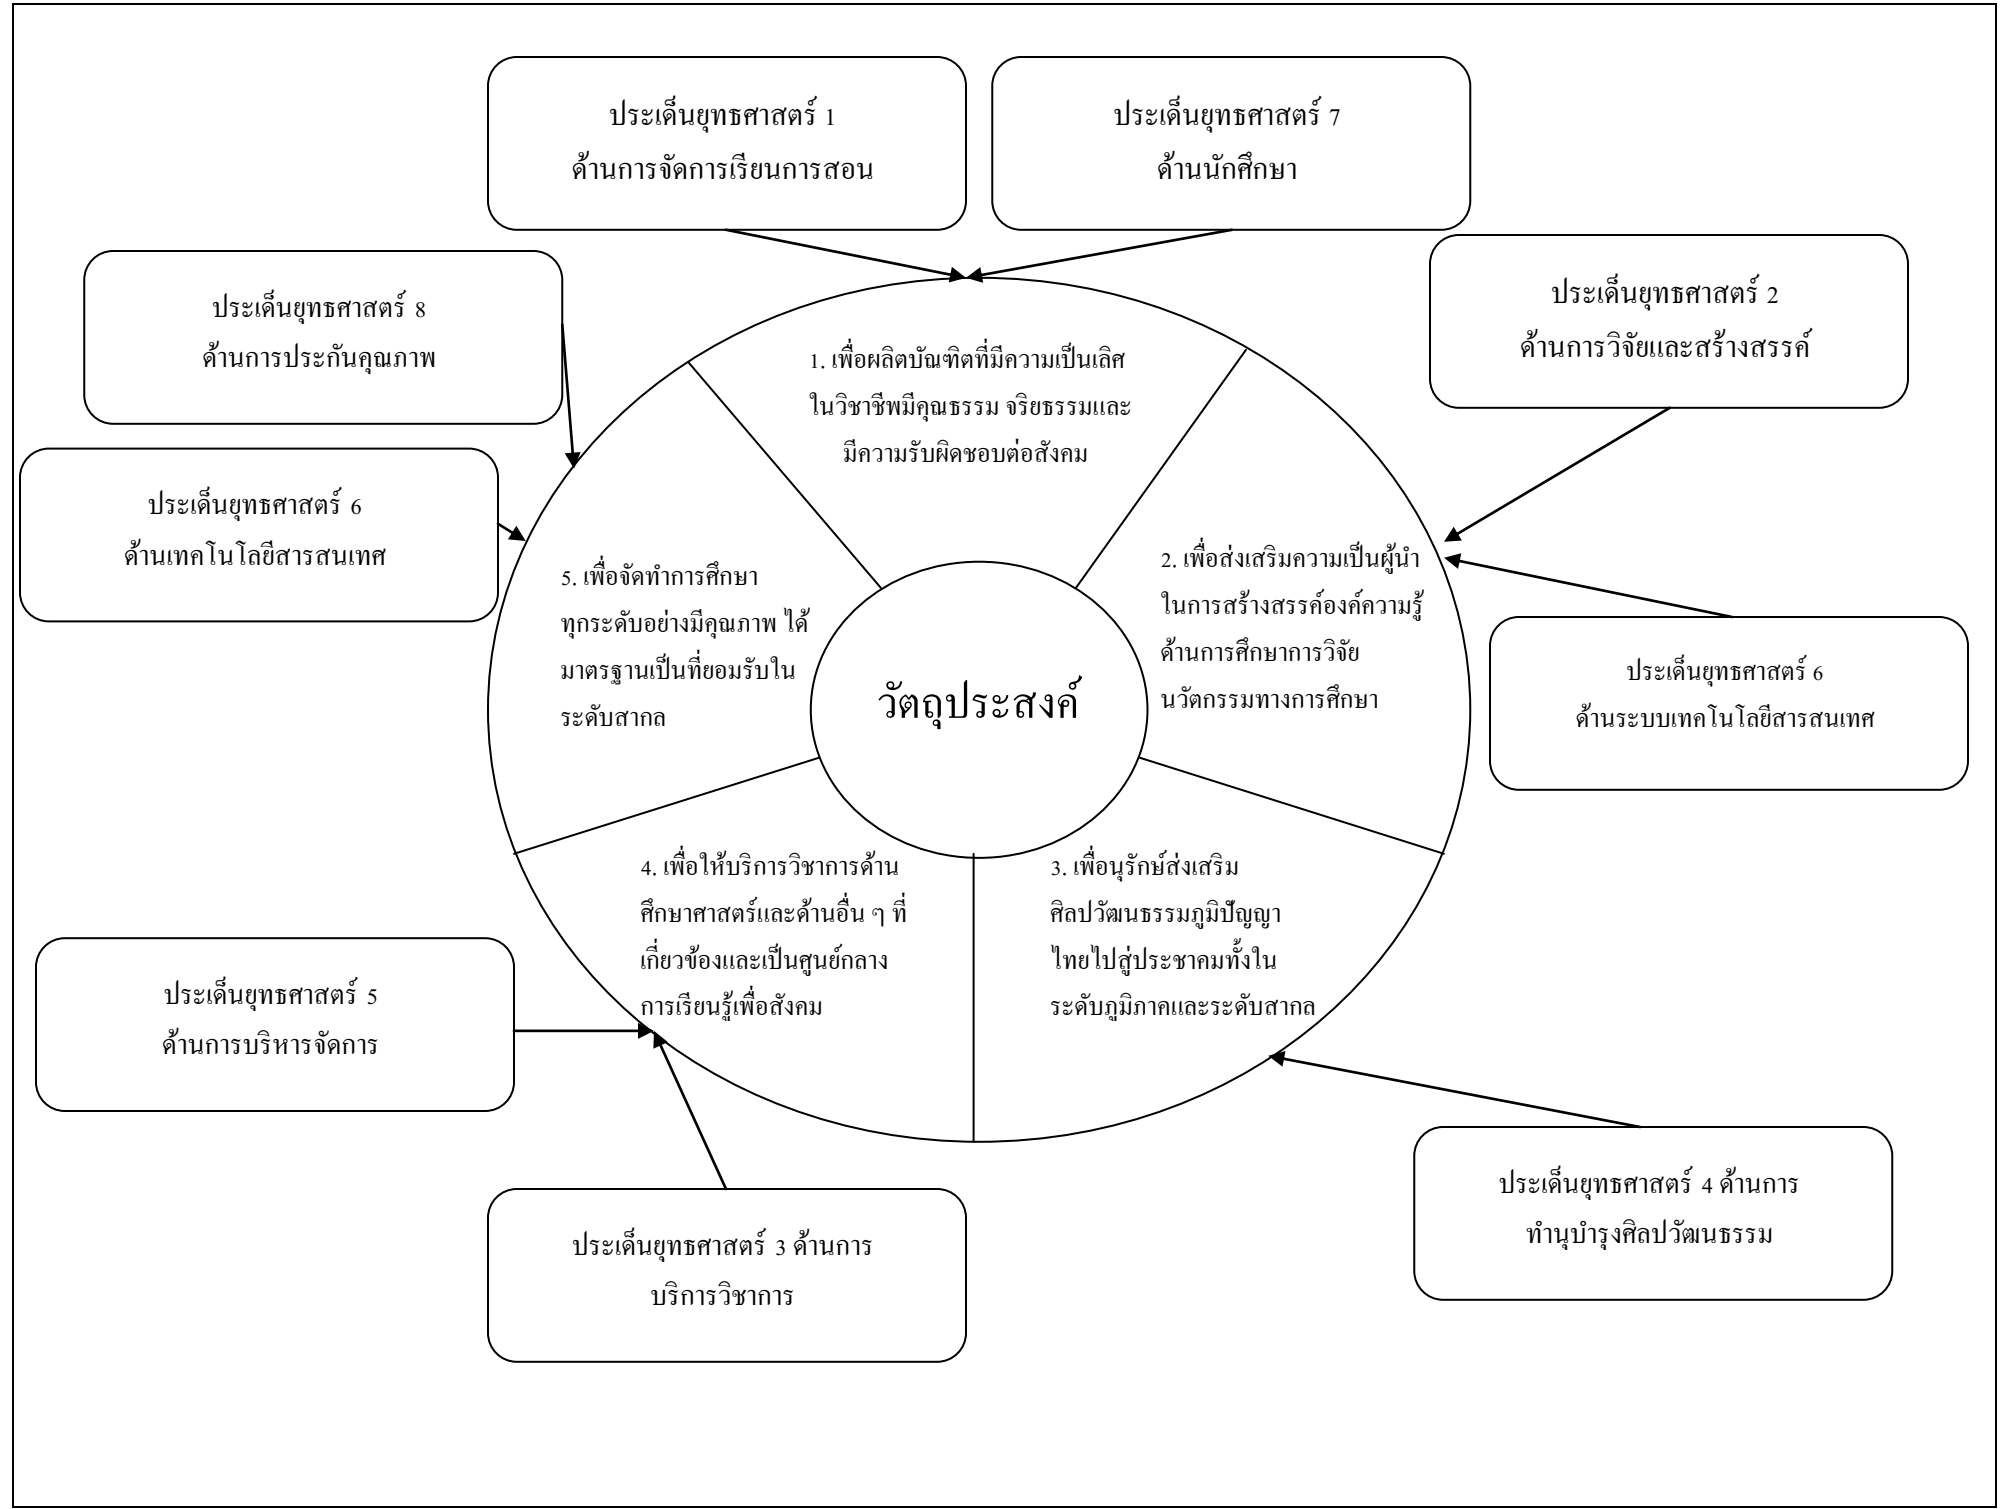 ประเด็นยุทธศาสตร์ 1
ด้านการจัดการเรียนการสอน
ประเด็นยุทธศาสตร์ 7
ด้านนักศึกษา
ประเด็นยุทธศาสตร์ 2
ด้านการวิจัยและสร้างสรรค์
ประเด็นยุทธศาสตร์ 8
ด้านการประกันคุณภาพ
ประเด็นยุทธศาสตร์ 6
ด้านเทคโนโลยีสารสนเทศ
1. เพื่อผลิตบัณฑิตที่มีความเป็นเลิศ
ในวิชาชีพมีคุณธรรม จริยธรรมและ
มีความรับผิดชอบต่อสังคม
2. เพื่อส่งเสริมความเป็นผู้นำ
ในการสร้างสรรค์องค์ความรู้
ด้านการศึกษาการวิจัย
นวัตกรรมทางการศึกษา
5. เพื่อจัดทำการศึกษา
ทุกระดับอย่างมีคุณภาพ ได้
มาตรฐานเป็นที่ยอมรับใน
ระดับสากล
วัตถุประสงค์
ประเด็นยุทธศาสตร์ 6
ด้านระบบเทคโนโลยีสารสนเทศ
4. เพื่อให้บริการวิชาการด้าน
ศึกษาศาสตร์และด้านอื่น ๆ ที่
เกี่ยวข้องและเป็นศูนย์กลาง
การเรียนรู้เพื่อสังคม
3. เพื่อนุรักษ์ส่งเสริม
ศิลปวัฒนธรรมภูมิปัญญา
ไทยไปสู่ประชาคมทั้งใน
ระดับภูมิภาคและระดับสากล
ประเด็นยุทธศาสตร์ 5
ด้านการบริหารจัดการ
ประเด็นยุทธศาสตร์ 3 ด้านการ
บริการวิชาการ
ประเด็นยุทธศาสตร์ 4 ด้านการ
ทำนุบำรุงศิลปวัฒนธรรม